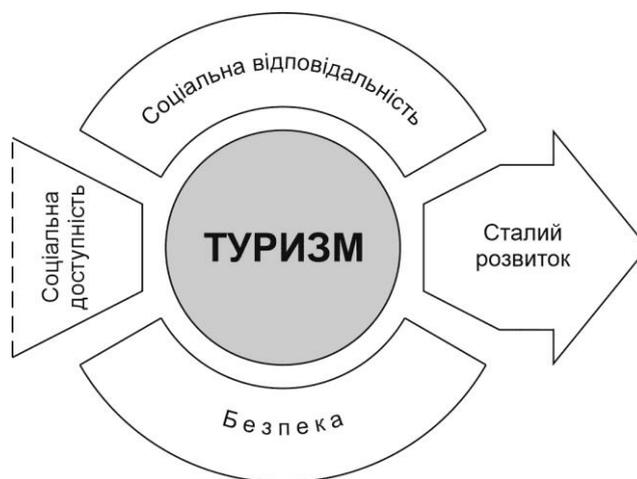 Соціальна відповідальність
Соціальна
доступність
ТУРИЗМ
Сталий
розвиток
Безпека